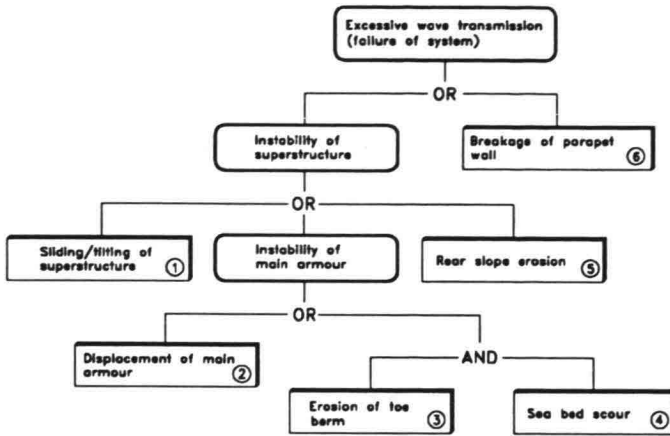 Excessive wave transmission
(failure of system)
OR
Instability of
superstructure
Breakage of parapet
wall
⑥
OR
Sliding/tilting of
superstructure
①
Instability of
main armour
Rear slope erosion
⑤
OR
Displacement of main
armour
②
AND
Erosion of toe
berm
③
Sea bed scour
④